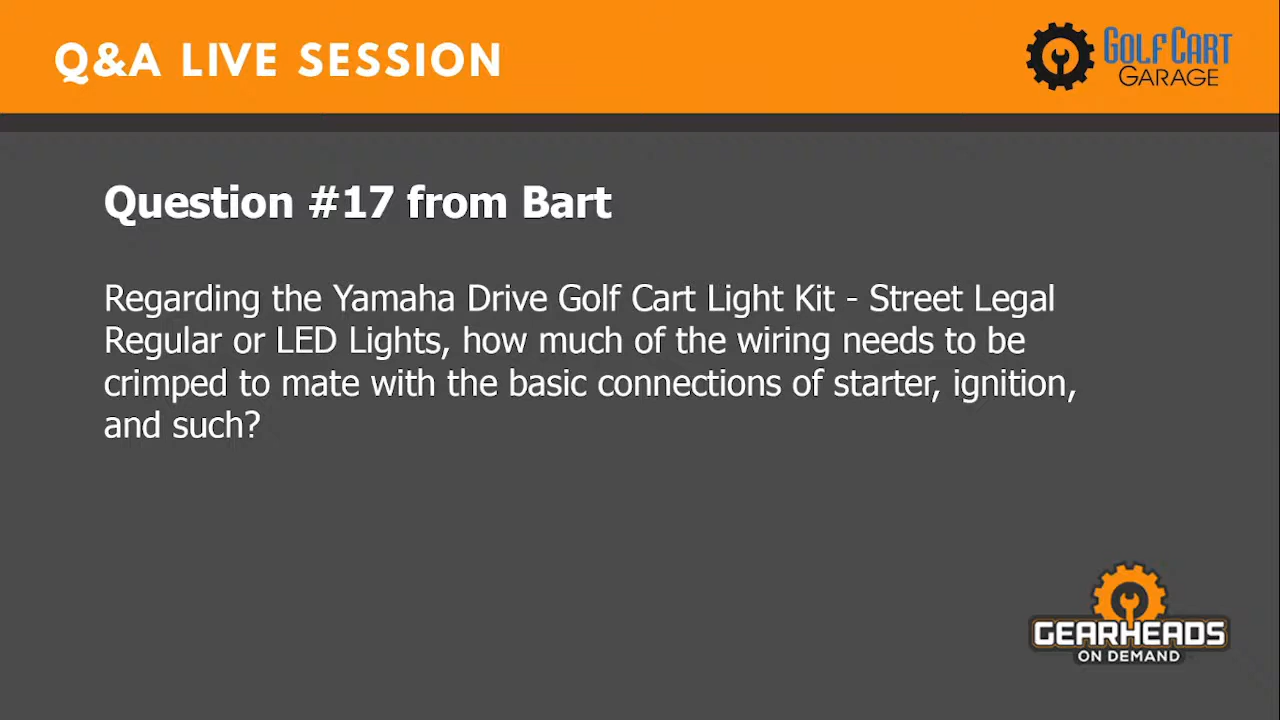 Q&A LIVE SESSION
GOLF CART
GARAGE
Question #17 from Bart
Regarding the Yamaha Drive Golf Cart Light Kit - Street Legal
Regular or LED Lights, how much of the wiring needs to be
crimped to mate with the basic connections of starter, ignition,
and such?
GEARHEADS
ON DEMAND